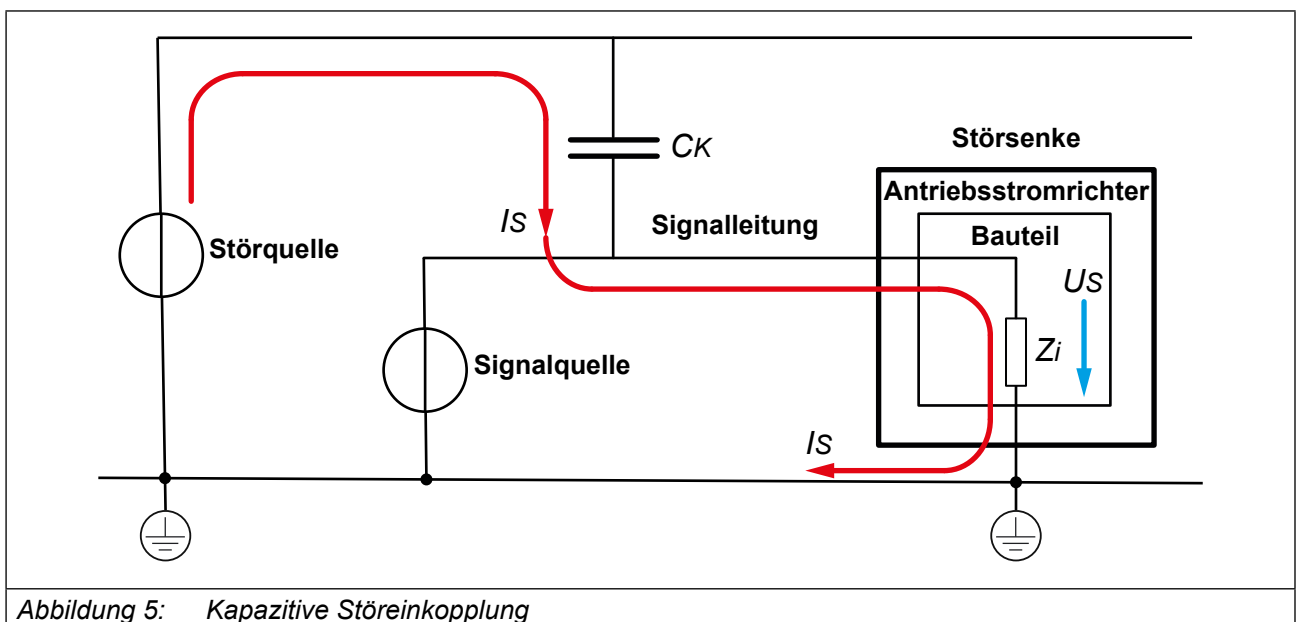 CK
Störsenke
Antriebsstromrichter
IS
Signalleitung
Bauteil
Störquelle
US
Zi
Signalquelle
IS
Abbildung 5: Kapazitive Störeinkopplung